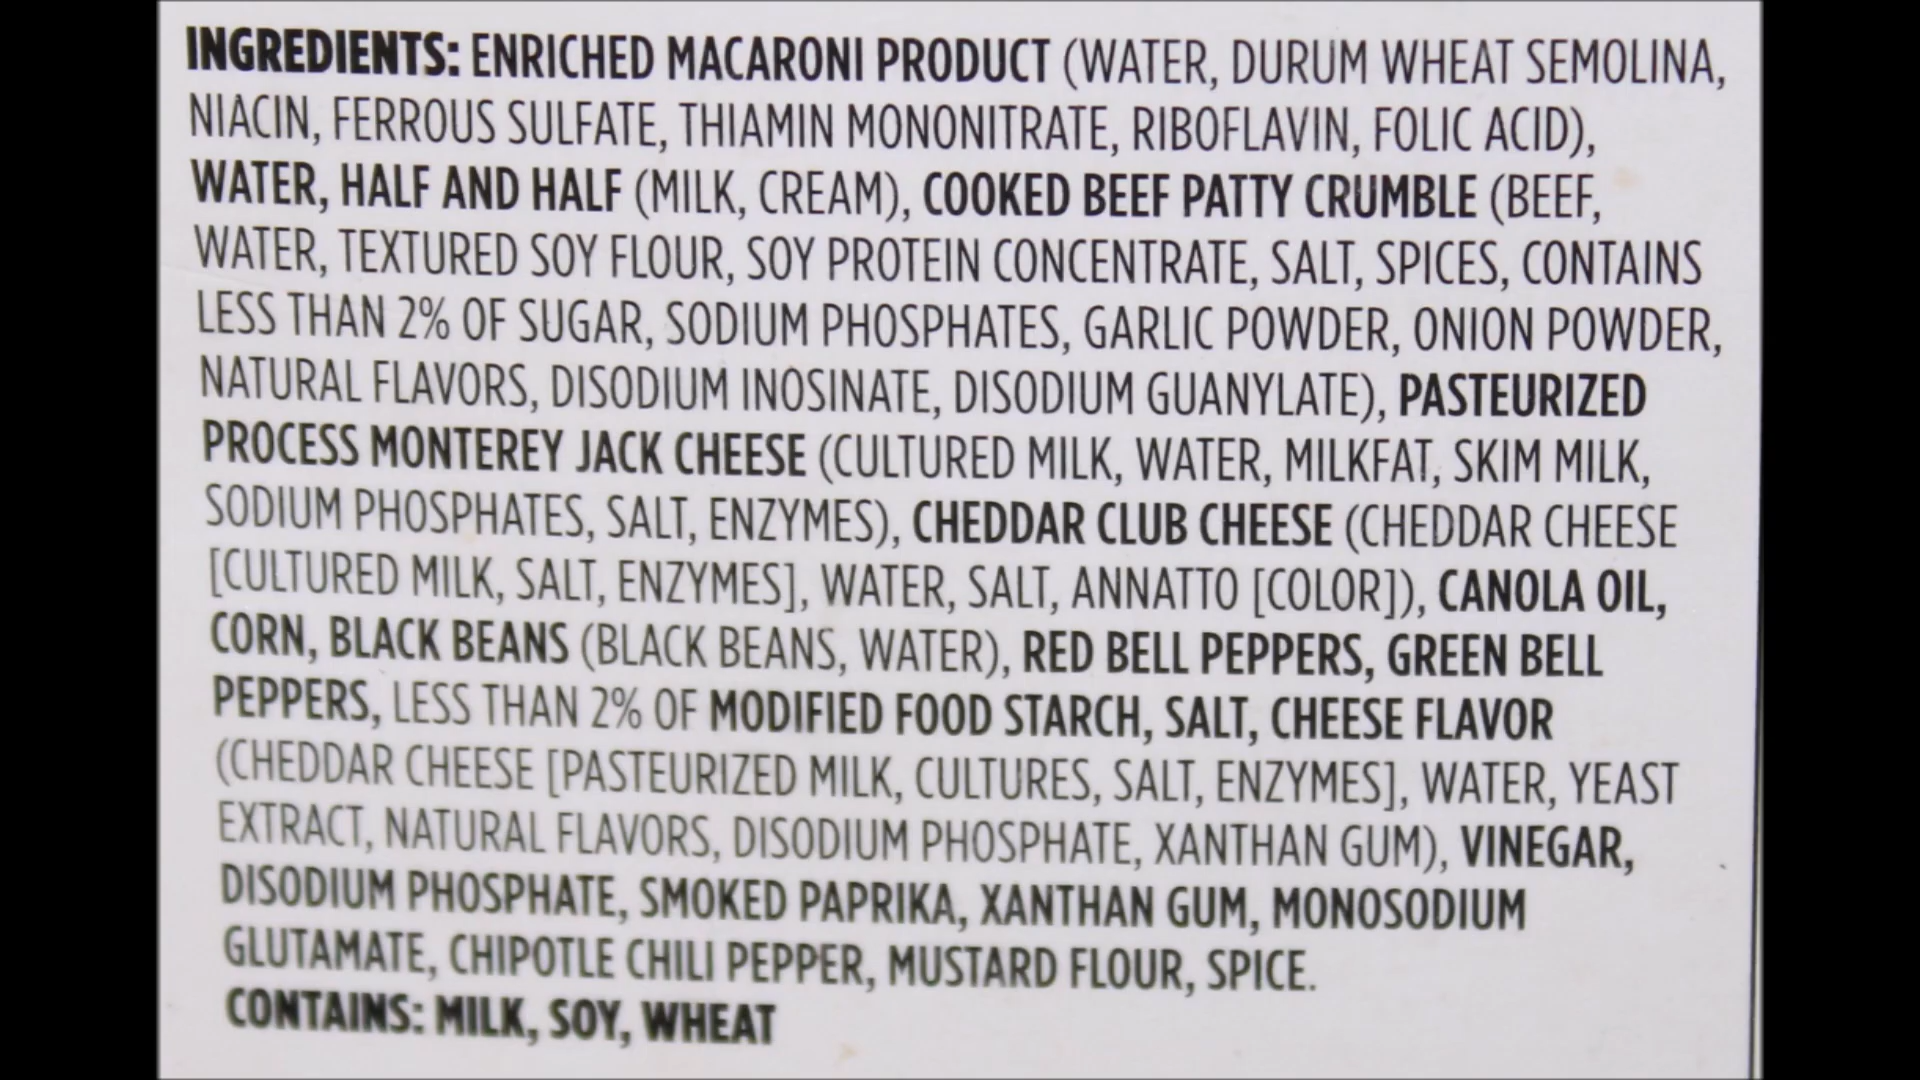 INGREDIENTS: ENRICHED MACARONI PRODUCT (WATER, DURUM WHEAT SEMOLINA,
NIACIN, FERROUS SULFATE, THIAMIN MONONITRATE, RIBOFLAVIN, FOLIC ACID),
WATER, HALF AND HALF (MILK, CREAM), COOKED BEEF PATTY CRUMBLE (BEEF,
WATER, TEXTURED SOY FLOUR, SOY PROTEIN CONCENTRATE, SALT, SPICES, CONTAINS
LESS THAN 2% OF SUGAR, SODIUM PHOSPHATES, GARLIC POWDER, ONION POWDER,
NATURAL FLAVORS, DISODIUM INOSINATE, DISODIUM GUANYLATE), PASTEURIZED
PROCESS MONTEREY JACK CHEESE (CULTURED MILK, WATER, MILKFAT, SKIM MILK,
SODIUM PHOSPHATES, SALT, ENZYMES), CHEDDAR CLUB CHEESE (CHEDDAR CHEESE
[CULTURED MILK, SALT, ENZYMES], WATER, SALT, ANNATTO [COLOR]), CANOLA OIL,
CORN, BLACK BEANS (BLACK BEANS, WATER), RED BELL PEPPERS, GREEN BELL
PEPPERS, LESS THAN 2% OF MODIFIED FOOD STARCH, SALT, CHEESE FLAVOR
(CHEDDAR CHEESE [PASTEURIZED MILK, CULTURES, SALT, ENZYMES], WATER, YEAST
EXTRACT, NATURAL FLAVORS, DISODIUM PHOSPHATE, XANTHAN GUM), VINEGAR,
DISODIUM PHOSPHATE, SMOKED PAPRIKA, XANTHAN GUM, MONOSODIUM
GLUTAMATE, CHIPOTLE CHILI PEPPER, MUSTARD FLOUR, SPICE.
CONTAINS: MILK, SOY, WHEAT